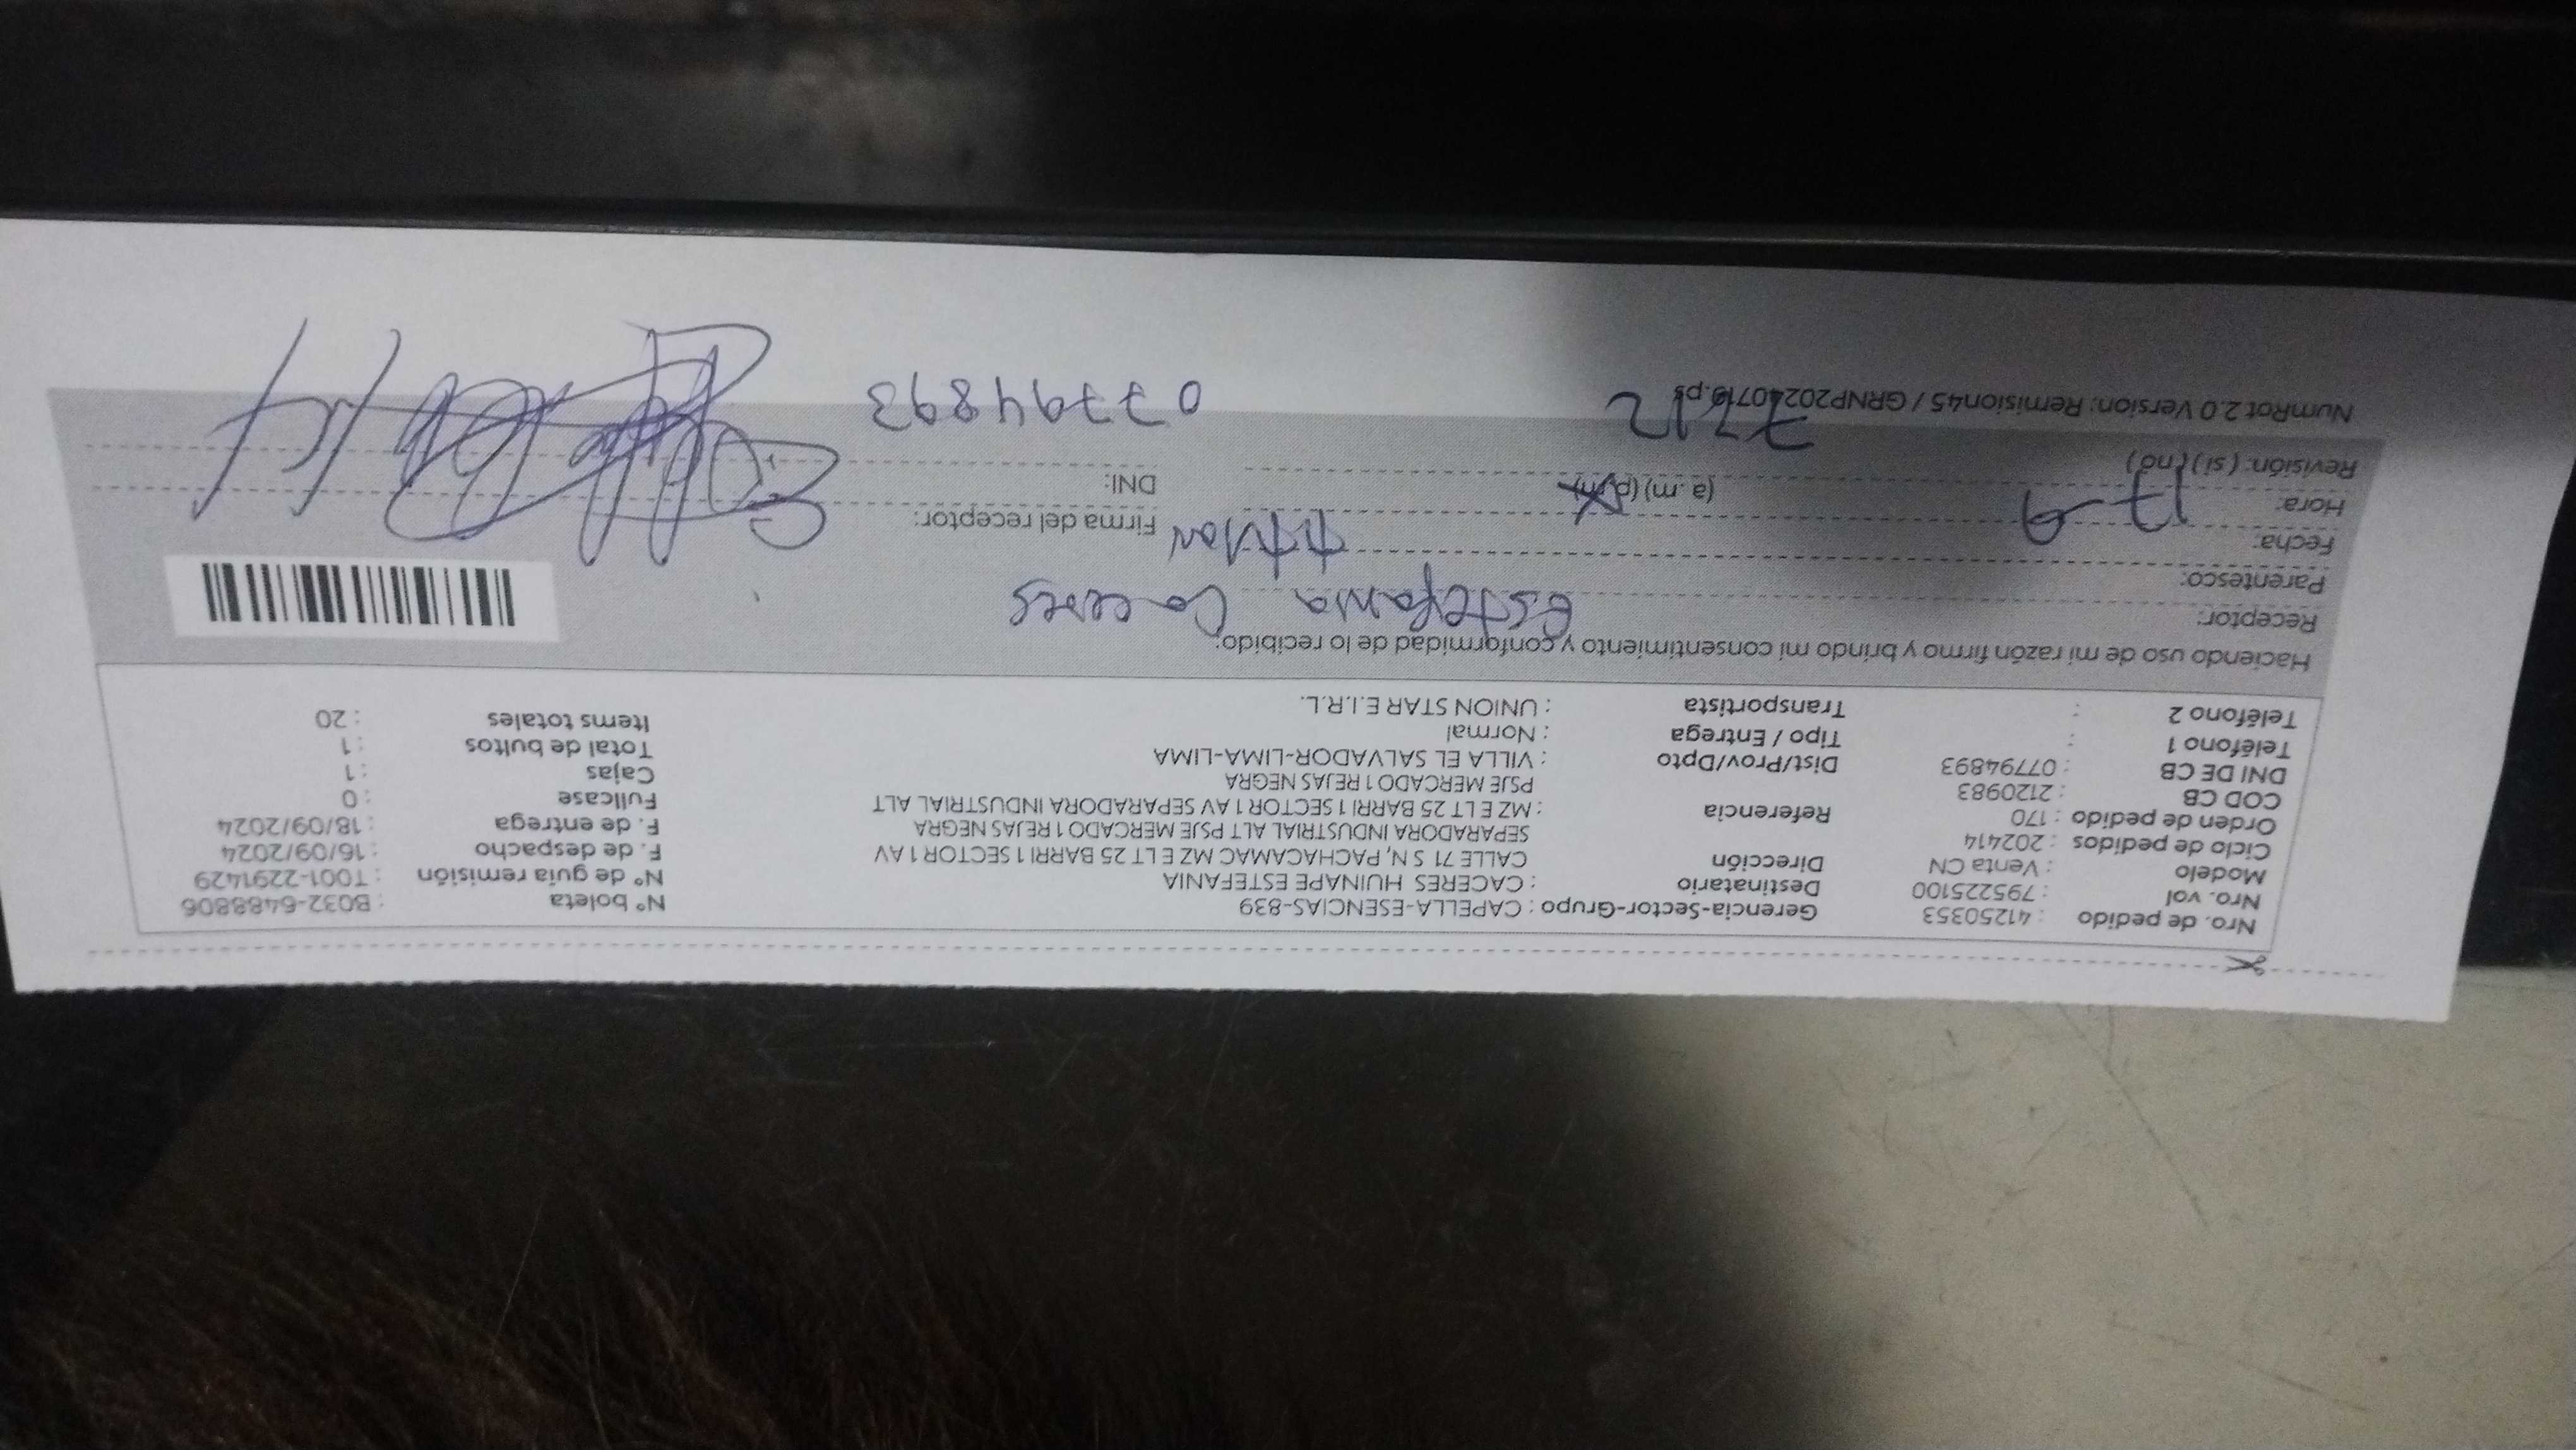 Nro. de pedido : 41250353
Nro. vol : 795225100
Modelo : Venta CN
Ciclo de pedidos : 202414
Orden de pedido : 170
COD CB : 2120983
DNI DE CB : 07794893
Teléfono 1 :
Teléfono 2 :
Gerencia-Sector-Grupo : CAPELLA-ESENCIAS-839
Destinatario : CACERES HUINAPE ESTEFANIA
Dirección CALLE 71 S N, PACHACAMAC MZ E LT 25 BARRI 1 SECTOR 1 AV
SEPARADORA INDUSTRIAL ALT PSJE MERCADO 1 REJAS NEGRA
Referencia : MZ E LT 25 BARRI 1 SECTOR 1 AV SEPARADORA INDUSTRIAL ALT
PSJE MERCADO 1 REJAS NEGRA
Dist/Prov/Dpto : VILLA EL SALVADOR-LIMA-LIMA
Tipo / Entrega : Normal
Transportista : UNION STAR E.I.R.L.
N° boleta : B032-6488806
N° de guía remisión : T001-2291429
F. de despacho : 16/09/2024
F. de entrega : 18/09/2024
Fullcase : 0
Cajas : 1
Total de bultos : 1
Items totales : 20
Haciendo uso de mi razón firmo y brindo mi consentimiento y conformidad de lo recibido:
Receptor: Estefania Caceres
Parentesco:
Fecha: 17-9
Hora: (a.m) (p.m)
Revisión: (si) (no)
Firma del receptor:
DNI: 07794893
NumRot 2.0 Version: Remision45 / GRNP20240719.ps